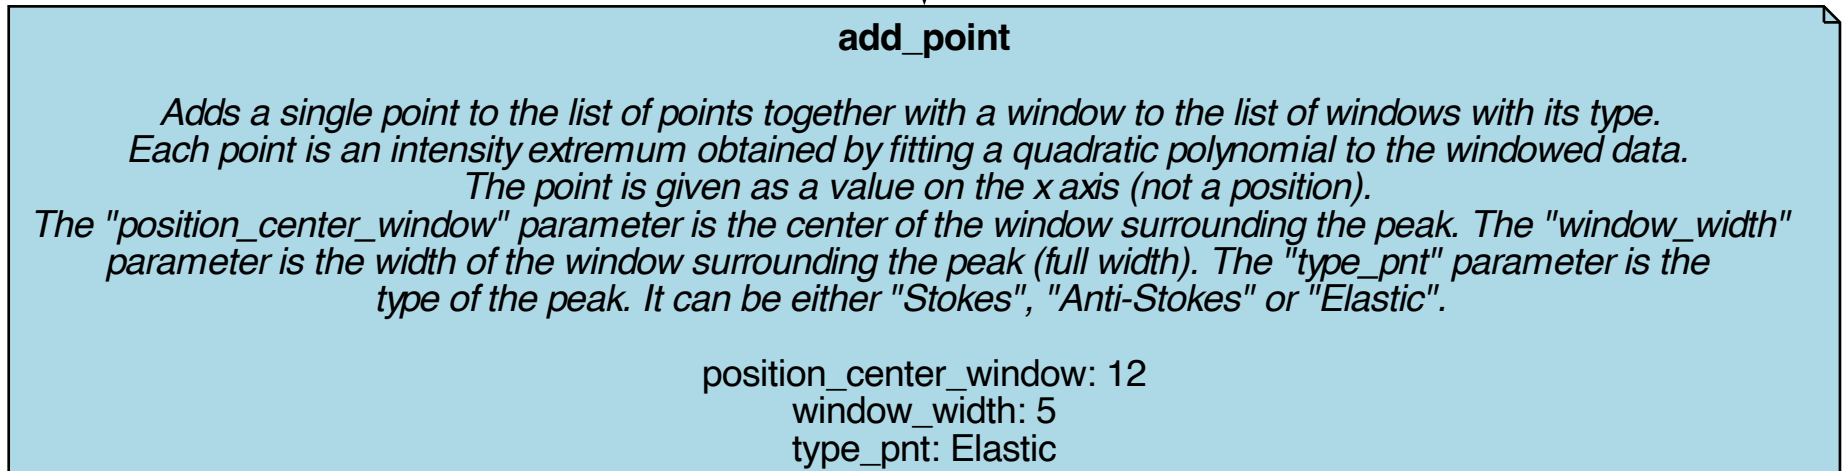 add_point
Adds a single point to the list of points together with a window to the list of windows with its type.
Each point is an intensity extremum obtained by fitting a quadratic polynomial to the windowed data.
The point is given as a value on the x axis (not a position).
The "position_center_window" parameter is the center of the window surrounding the peak. The "window_width"
parameter is the width of the window surrounding the peak (full width). The "type_pnt" parameter is the
type of the peak. It can be either "Stokes", "Anti-Stokes" or "Elastic".
position_center_window: 12
window_width: 5
type_pnt: Elastic